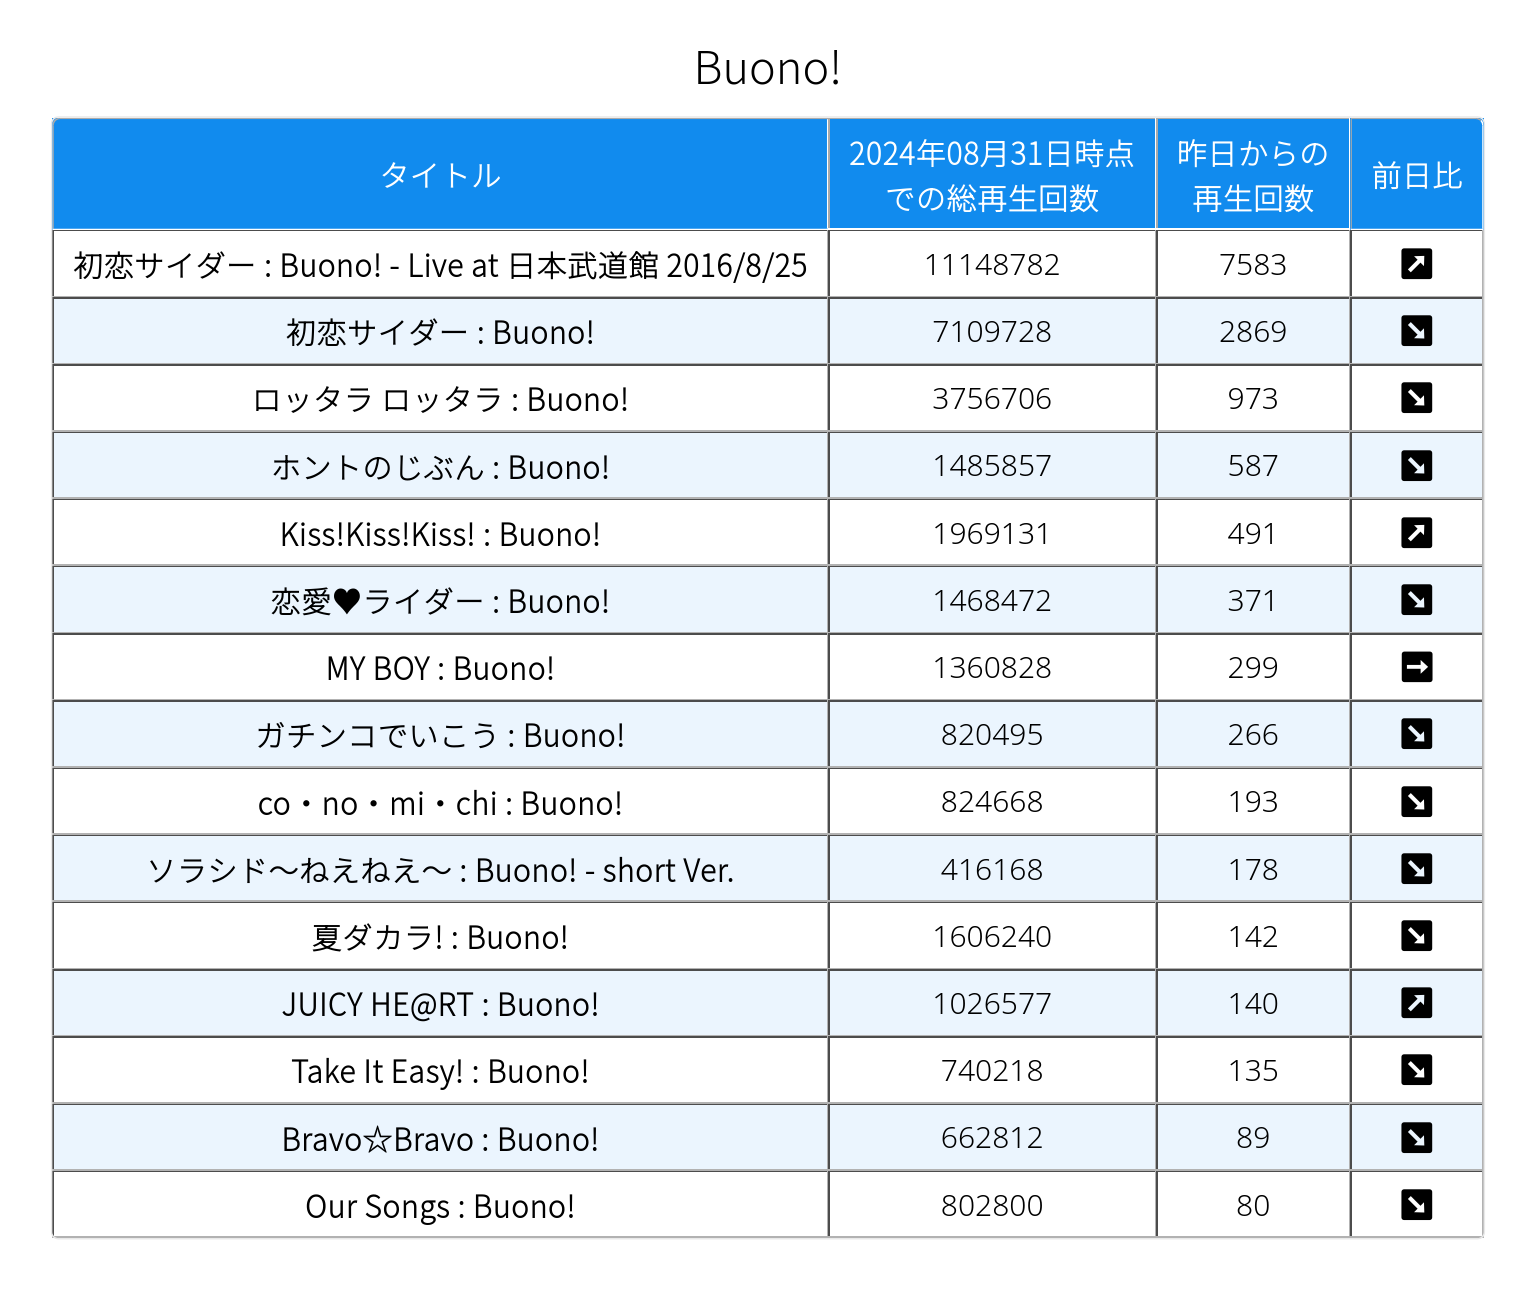 Buono!
タイトル
2024年08月31日時点
での総再生回数
昨日からの
再生回数
前日比
初恋サイダー : Buono! - Live at 日本武道館 2016/8/25 11148782 7583 ↗
初恋サイダー : Buono! 7109728 2869 ↘
ロッタラ ロッタラ : Buono! 3756706 973 ↘
ホントのじぶん : Buono! 1485857 587 ↘
Kiss!Kiss!Kiss! : Buono! 1969131 491 ↗
恋愛♥ライダー : Buono! 1468472 371 ↘
MY BOY : Buono! 1360828 299 →
ガチンコでいこう : Buono! 820495 266 ↘
co・no・mi・chi : Buono! 824668 193 ↘
ソラシド〜ねえねえ〜 : Buono! - short Ver. 416168 178 ↘
夏ダカラ! : Buono! 1606240 142 ↘
JUICY HE@RT : Buono! 1026577 140 ↗
Take It Easy! : Buono! 740218 135 ↘
Bravo☆Bravo : Buono! 662812 89 ↘
Our Songs : Buono! 802800 80 ↘